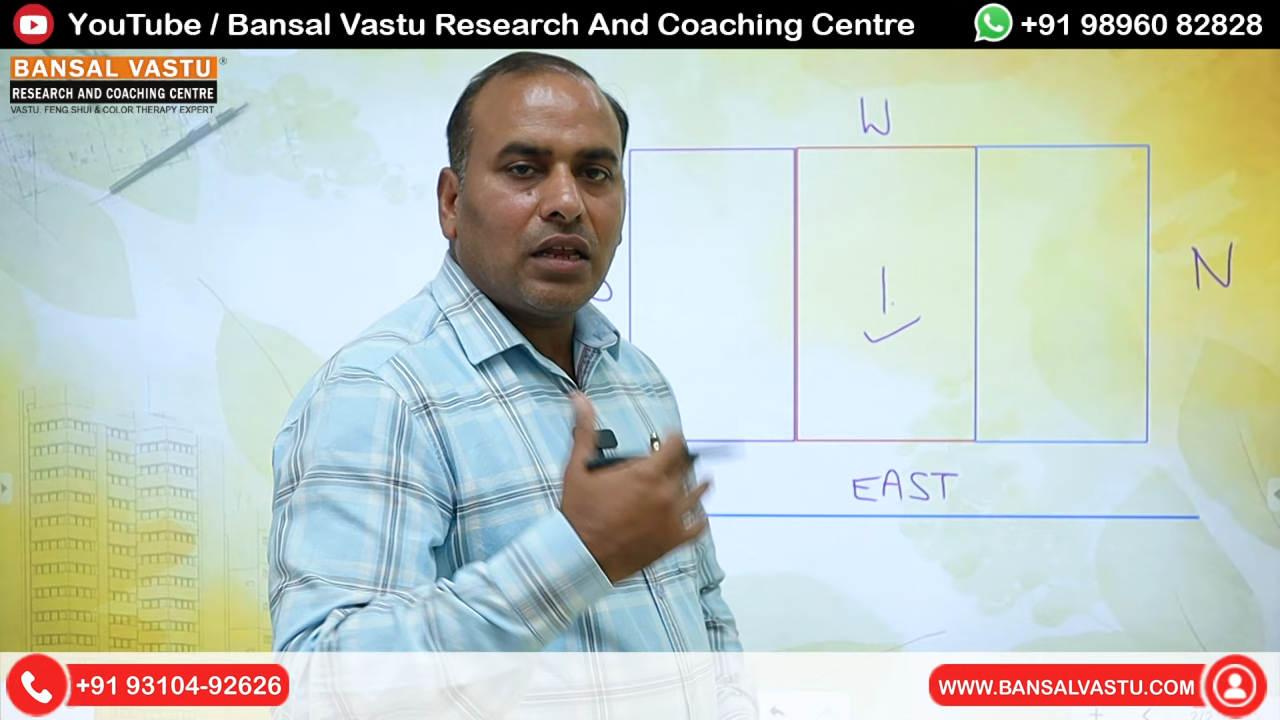 YouTube / Bansal Vastu Research And Coaching Centre
+91 98960 82828
BANSAL VASTU®
RESEARCH AND COACHING CENTRE
VASTU, FENG SHUI & COLOR THERAPY EXPERT
W
N
1.
EAST
+91 93104-92626
WWW.BANSALVASTU.COM